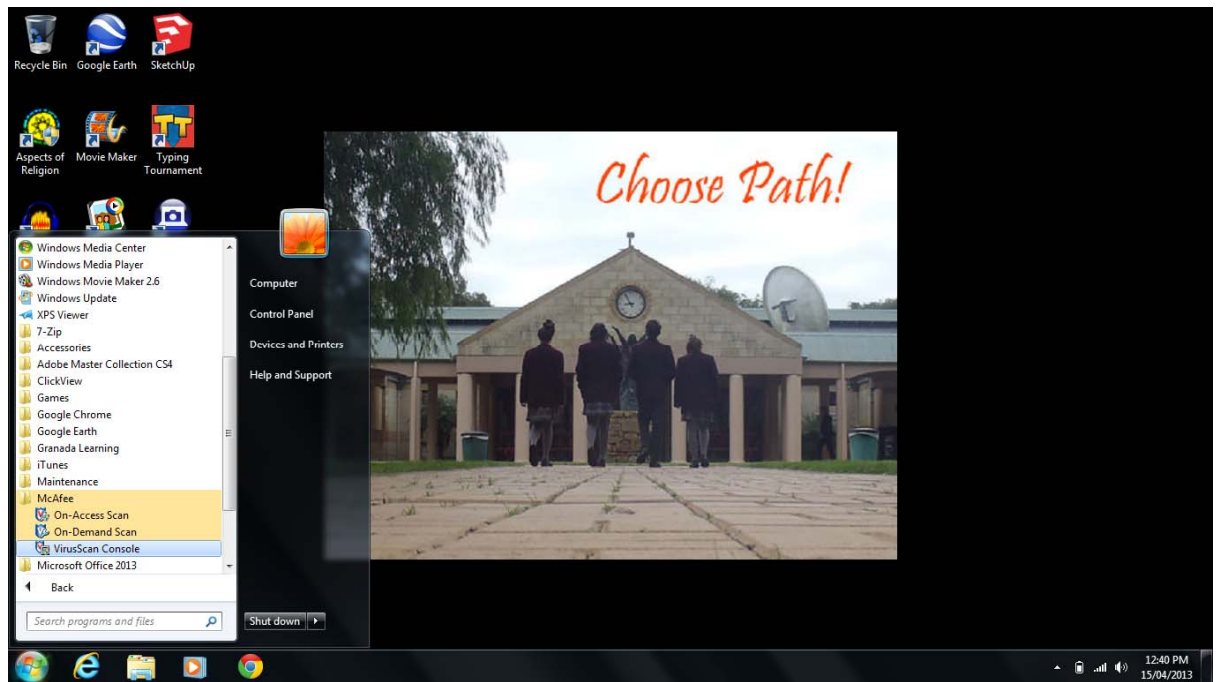 Recycle Bin
Google Earth
SketchUp
Aspects of
Religion
Movie Maker
Typing
Tournament
Choose Path!
Windows Media Center
Windows Media Player
Windows Movie Maker 2.6
Windows Update
XPS Viewer
7-Zip
Accessories
Adobe Master Collection CS4
ClickView
Games
Google Chrome
Google Earth
Granada Learning
iTunes
Maintenance
McAfee
On-Access Scan
On-Demand Scan
VirusScan Console
Microsoft Office 2013
Back
Search programs and files
Computer
Control Panel
Devices and Printers
Help and Support
Shut down
12:40 PM
15/04/2013